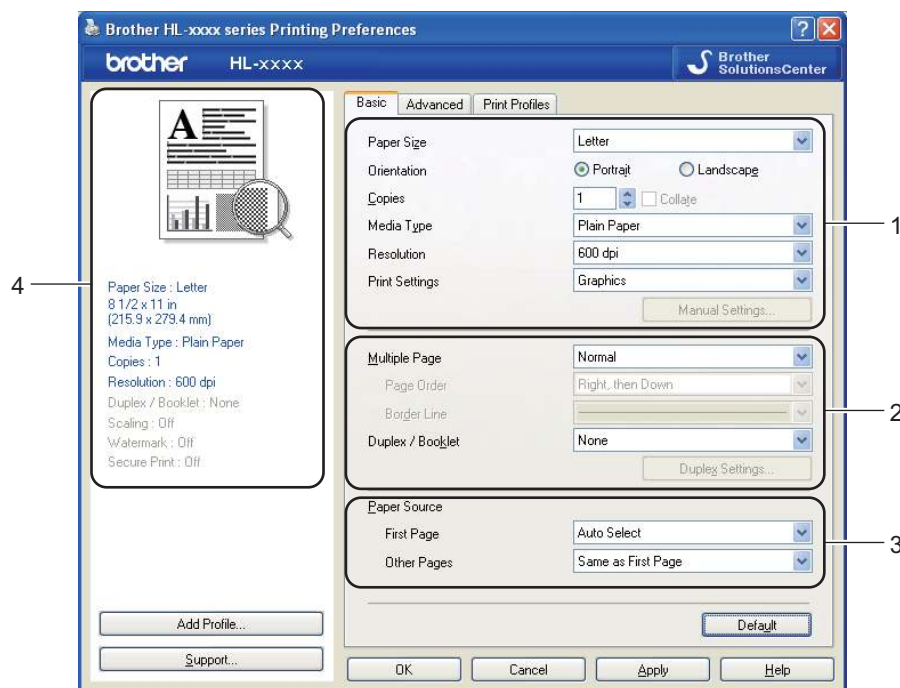 Brother HL-xxxx series Printing Preferences
brother HL-xxxx
Brother
SolutionsCenter
A
4
Paper Size : Letter
8 1/2 x 11 in
(215.9 x 279.4 mm)
Media Type : Plain Paper
Copies : 1
Resolution : 600 dpi
Duplex / Booklet : None
Scaling : Off
Watermark : Off
Secure Print : Off
Add Profile...
Support...
Basic Advanced Print Profiles
Paper Size Letter
Orientation Portrait Landscape
Copies 1 Collate
Media Type Plain Paper
Resolution 600 dpi
Print Settings Graphics
Manual Settings...
1
Multiple Page Normal
Page Order Right, then Down
Border Line
Duplex / Booklet None
Duplex Settings...
2
Paper Source
First Page Auto Select
Other Pages Same as First Page
3
Default
OK Cancel Apply Help